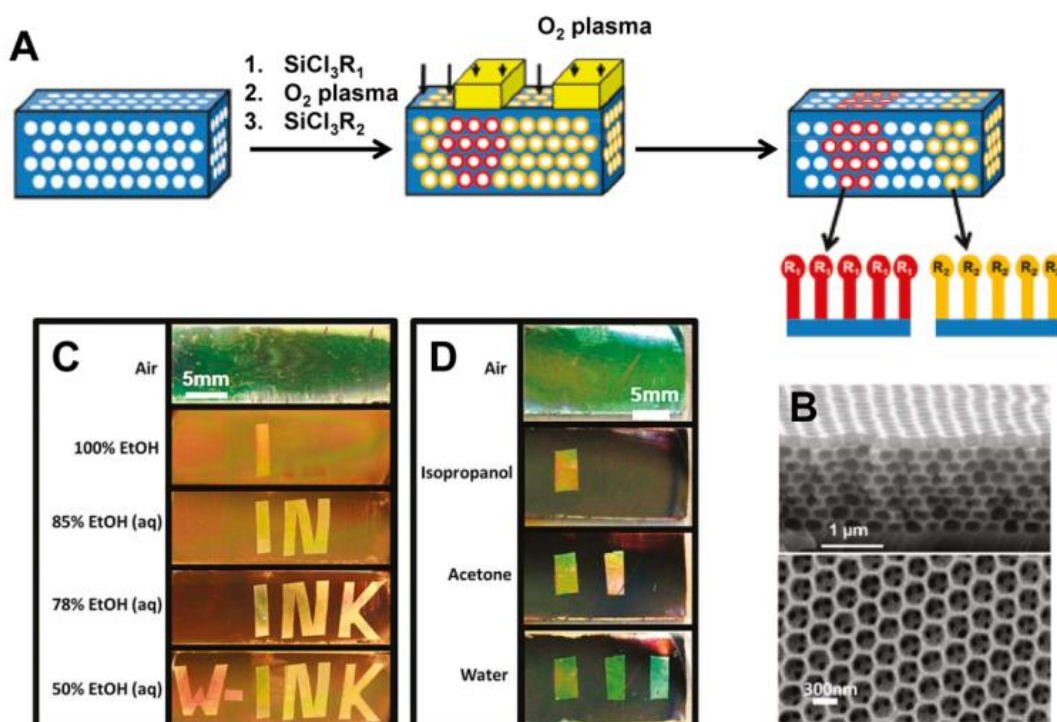 A
1. SiCl₃R₁
2. O₂ plasma
3. SiCl₃R₂
O₂ plasma
R₁ R₁ R₁ R₁ R₁
R₂ R₂ R₂ R₂ R₂
C
Air
5mm
100% EtOH
I
85% EtOH (aq)
IN
78% EtOH (aq)
INK
50% EtOH (aq)
W-INK
D
Air
5mm
Isopropanol
Acetone
Water
B
1 µm
300nm